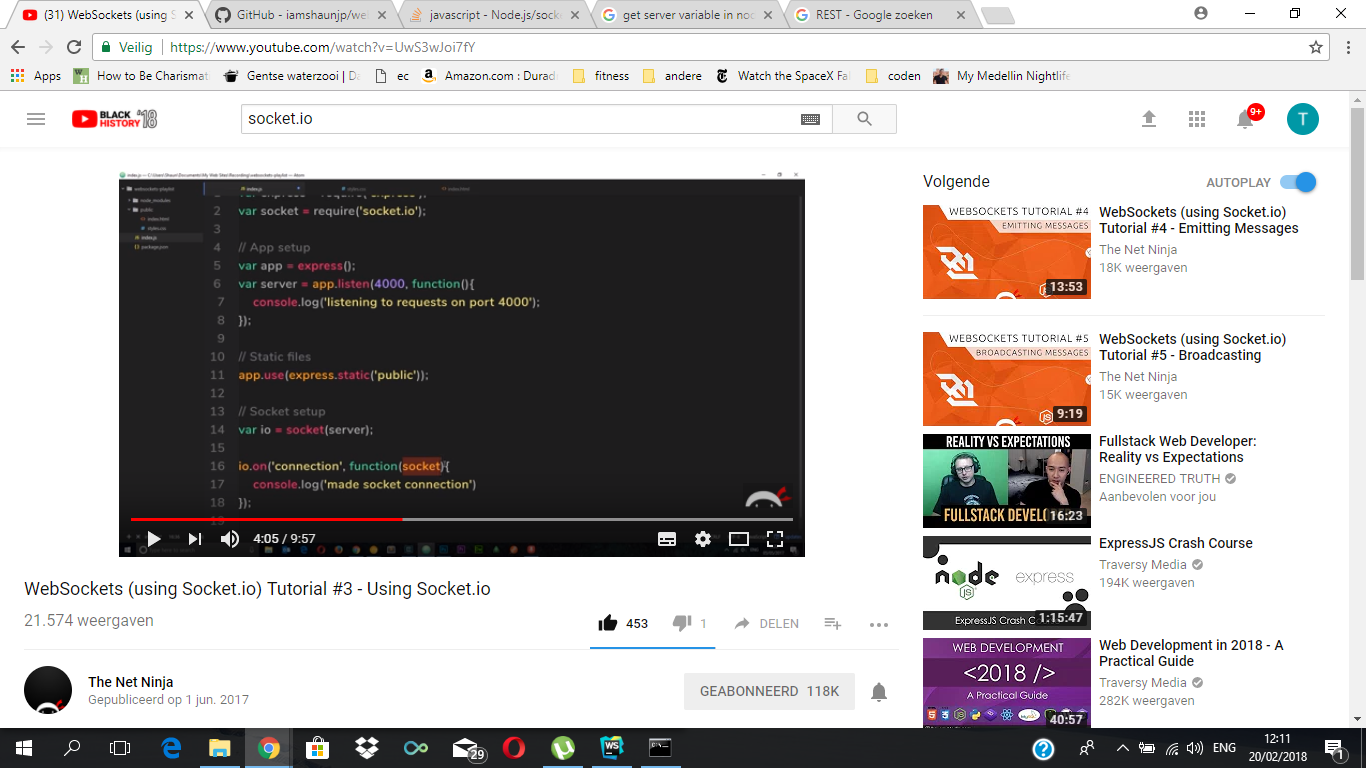 (31) WebSockets (using S
GitHub - iamshaunjp/we
javascript - Node.js/sock
get server variable in noc
REST - Google zoeken
Veilig
https://www.youtube.com/watch?v=UwS3wJoi7fY
Apps
How to Be Charismat
Gentse waterzooi | Da
ec
Amazon.com : Durad
fitness
andere
Watch the SpaceX Fal
coden
My Medellin Nightlife
BLACK HISTORY '18
socket.io
9+
T
2 var socket = require('socket.io');
3
4 // App setup
5 var app = express();
6 var server = app.listen(4000, function(){
7 console.log('listening to requests on port 4000');
8 });
9
10 // Static files
11 app.use(express.static('public'));
12
13 // Socket setup
14 var io = socket(server);
15
16 io.on('connection', function(socket){
17 console.log('made socket connection')
18 });
4:05 / 9:57
WebSockets (using Socket.io) Tutorial #3 - Using Socket.io
21.574 weergaven
453
1
DELEN
The Net Ninja
Gepubliceerd op 1 jun. 2017
GEABONNEERD 118K
Volgende
AUTOPLAY
WEBSOCKETS TUTORIAL #4
EMITTING MESSAGES
13:53
WebSockets (using Socket.io)
Tutorial #4 - Emitting Messages
The Net Ninja
18K weergaven
WEBSOCKETS TUTORIAL #5
BROADCASTING MESSAGES
9:19
WebSockets (using Socket.io)
Tutorial #5 - Broadcasting
The Net Ninja
15K weergaven
REALITY VS EXPECTATIONS
FULLSTACK DEVEL
16:23
Fullstack Web Developer:
Reality vs Expectations
ENGINEERED TRUTH
Aanbevolen voor jou
node
express
ExpressJS Crash C
1:15:47
ExpressJS Crash Course
Traversy Media
194K weergaven
WEB DEVELOPMENT
<2018 />
A Practical Guide
40:57
Web Development in 2018 - A
Practical Guide
Traversy Media
282K weergaven
29
WS
ENG
12:11
20/02/2018
1